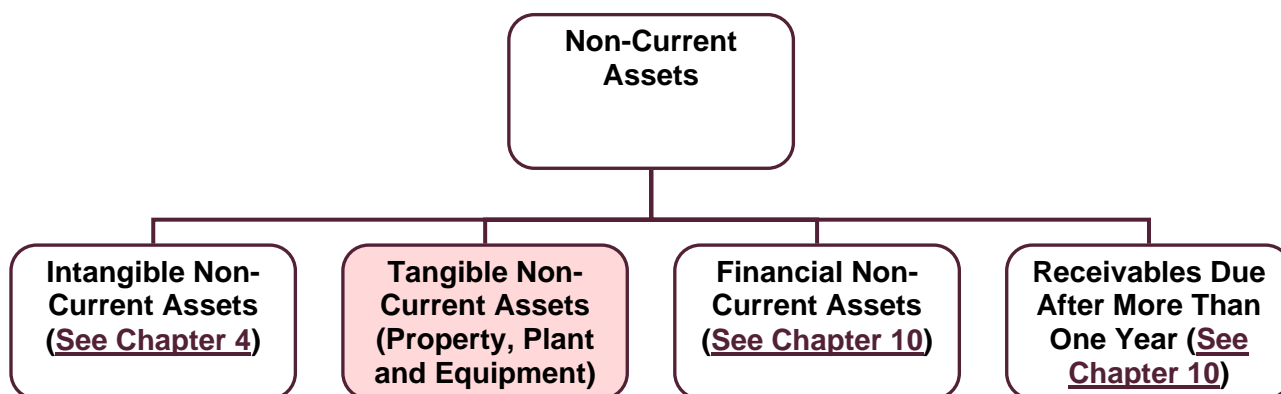 Non-Current
Assets
Intangible Non-
Current Assets
(See Chapter 4)
Tangible Non-
Current Assets
(Property, Plant
and Equipment)
Financial Non-
Current Assets
(See Chapter 10)
Receivables Due
After More Than
One Year (See
Chapter 10)